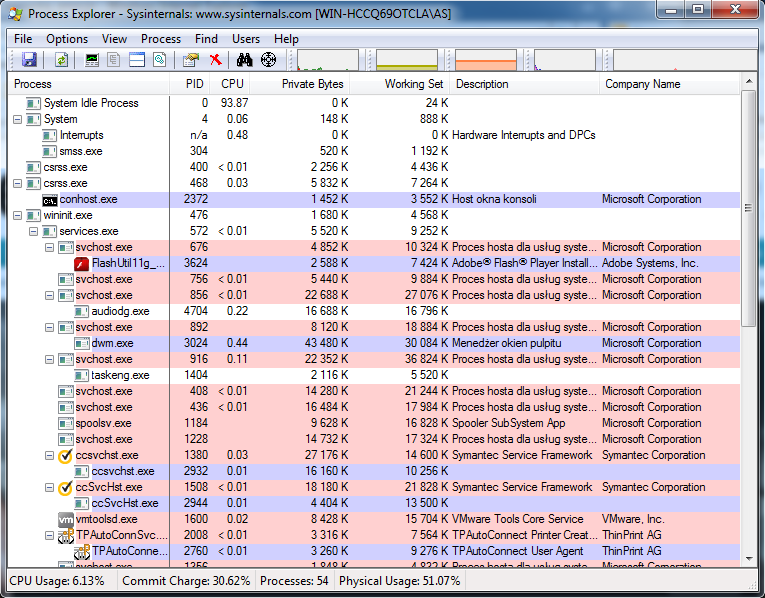 Process Explorer - Sysinternals: www.sysinternals.com [WIN-HCCQ69OTCLA\AS]
File Options View Process Find Users Help
Process PID CPU Private Bytes Working Set Description Company Name
System Idle Process 0 93.87 0 K 24 K
System 4 0.06 148 K 888 K
Interrupts n/a 0.48 0 K 0 K Hardware Interrupts and DPCs
smss.exe 304 520 K 1 192 K
csrss.exe 400 < 0.01 2 256 K 4 436 K
csrss.exe 468 0.03 5 832 K 7 264 K
conhost.exe 2372 1 452 K 3 552 K Host okna konsoli Microsoft Corporation
wininit.exe 476 1 680 K 4 568 K
services.exe 572 < 0.01 5 520 K 9 252 K
svchost.exe 676 4 852 K 10 324 K Proces hosta dla usług syste... Microsoft Corporation
FlashUtil11g_... 3624 2 588 K 7 424 K Adobe® Flash® Player Install... Adobe Systems, Inc.
svchost.exe 756 < 0.01 5 440 K 9 884 K Proces hosta dla usług syste... Microsoft Corporation
svchost.exe 856 < 0.01 22 688 K 27 076 K Proces hosta dla usług syste... Microsoft Corporation
audiodg.exe 4704 0.22 16 688 K 16 796 K
svchost.exe 892 8 120 K 18 884 K Proces hosta dla usług syste... Microsoft Corporation
dwm.exe 3024 0.44 43 480 K 30 084 K Menedżer okien pulpitu Microsoft Corporation
svchost.exe 916 0.11 22 352 K 36 824 K Proces hosta dla usług syste... Microsoft Corporation
taskeng.exe 1404 2 116 K 5 520 K
svchost.exe 408 < 0.01 14 280 K 21 244 K Proces hosta dla usług syste... Microsoft Corporation
svchost.exe 436 < 0.01 16 484 K 17 984 K Proces hosta dla usług syste... Microsoft Corporation
spoolsv.exe 1184 9 628 K 16 828 K Spooler SubSystem App Microsoft Corporation
svchost.exe 1228 14 732 K 17 324 K Proces hosta dla usług syste... Microsoft Corporation
ccsvchst.exe 1380 0.03 27 176 K 14 600 K Symantec Service Framework Symantec Corporation
ccsvchst.exe 2932 0.01 16 160 K 10 256 K
ccSvcHst.exe 1508 < 0.01 18 180 K 21 828 K Symantec Service Framework Symantec Corporation
ccSvcHst.exe 2944 0.01 4 404 K 13 500 K
vmtoolsd.exe 1600 0.02 8 428 K 15 704 K VMware Tools Core Service VMware, Inc.
TPAutoConnSvc.... 2008 < 0.01 3 316 K 7 564 K TPAutoConnect Printer Creat... ThinPrint AG
TPAutoConne... 2760 < 0.01 3 260 K 9 276 K TPAutoConnect User Agent ThinPrint AG
svchost.exe 1256 1 848 K 4 832 K Proces hosta dla usług syste... Microsoft Corporation
CPU Usage: 6.13% Commit Charge: 30.62% Processes: 54 Physical Usage: 51.07%